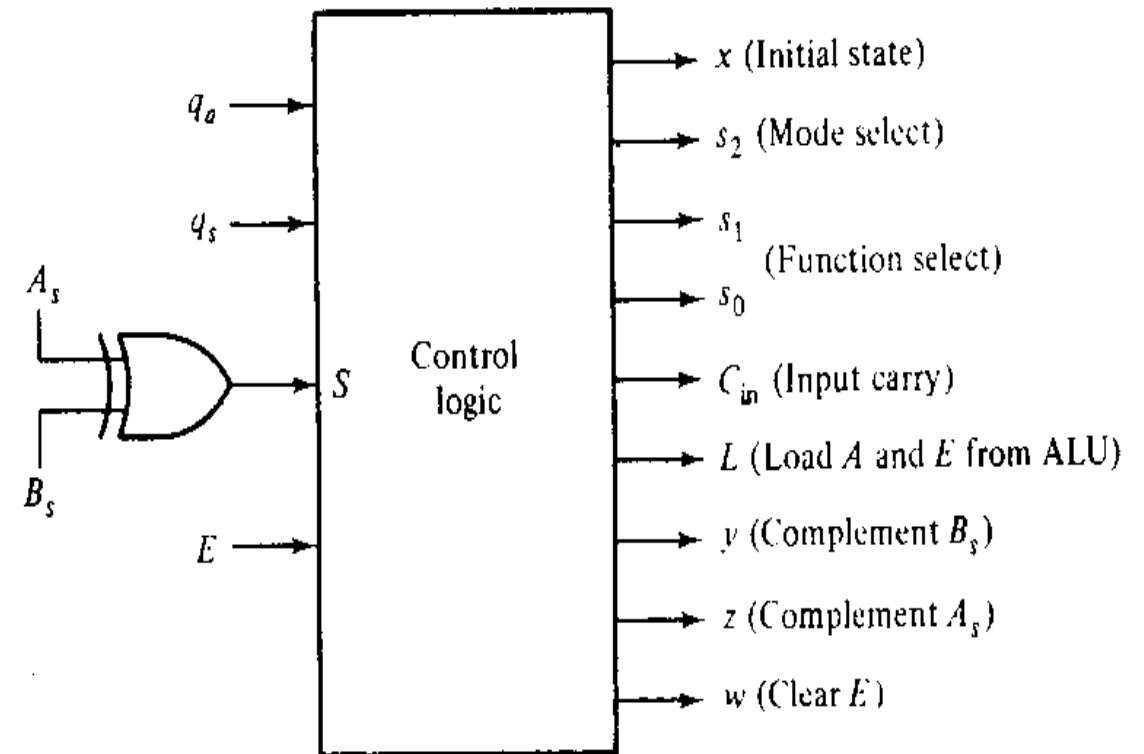 x (Initial state)
q_a
s_2 (Mode select)
q_s
s_1
(Function select)
A_s
s_0
Control
logic
S
C_in (Input carry)
L (Load A and E from ALU)
B_s
E
y (Complement B_s)
z (Complement A_s)
w (Clear E)